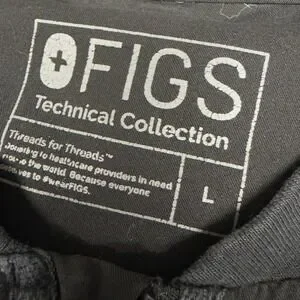 FIGS
Technical Collection
Threads for Threads™
Donating to healthcare providers in need
the world. Because everyone
to #wearFIGS.
L